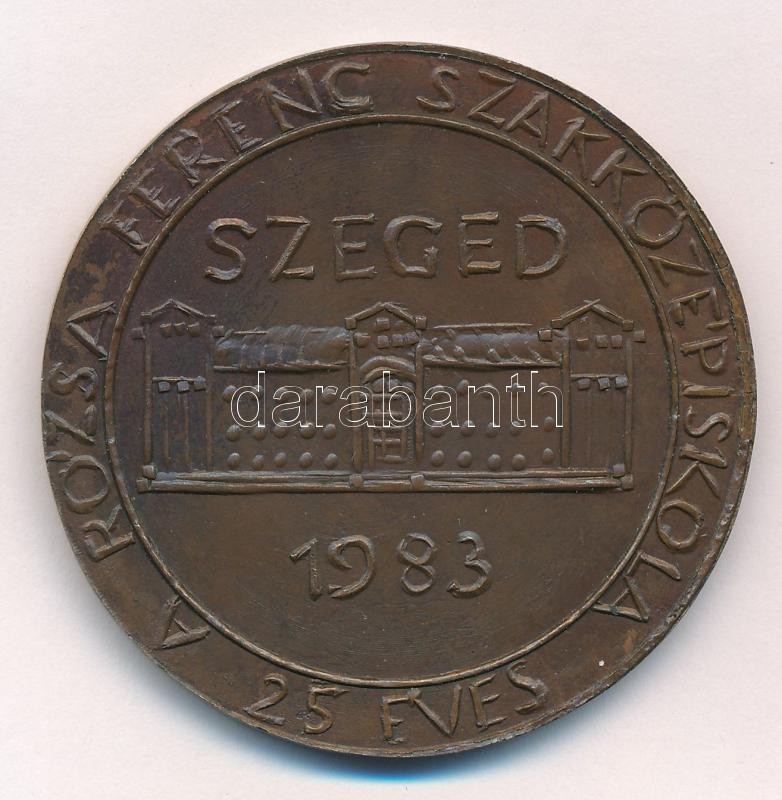 A RÓZSA FERENC SZAKKÖZÉPISKOLA 25 ÉVES
SZEGED
darabanth
1983